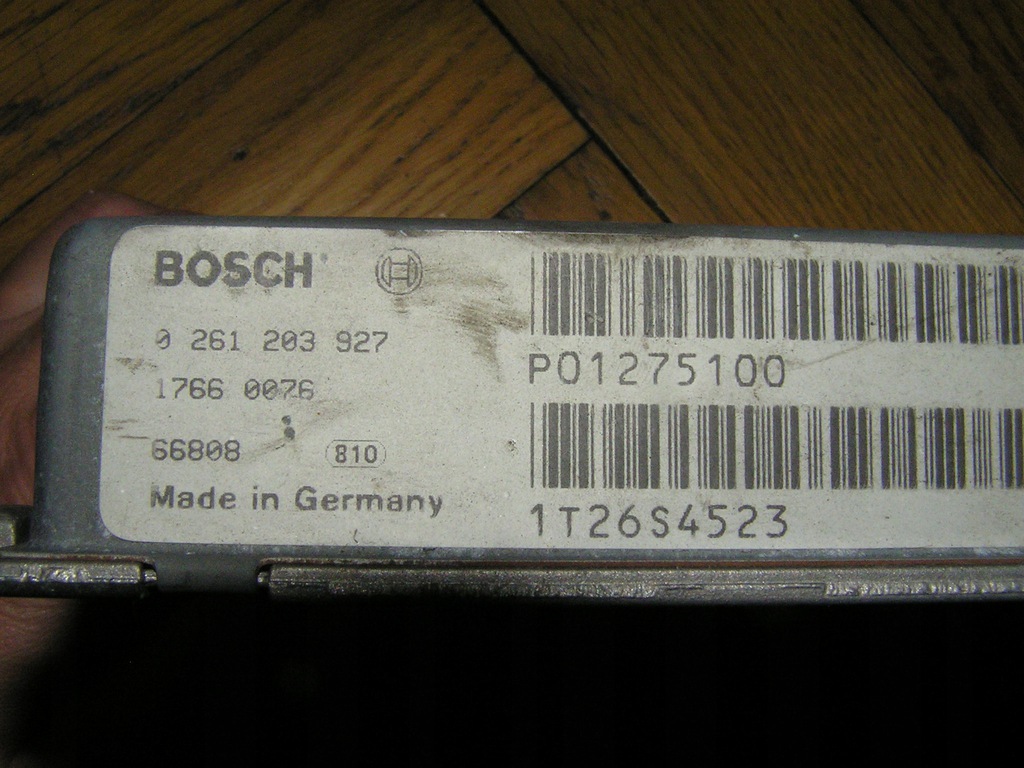 BOSCH
0 261 203 927
1766 0076
66808 810
Made in Germany
P01275100
1T26S4523